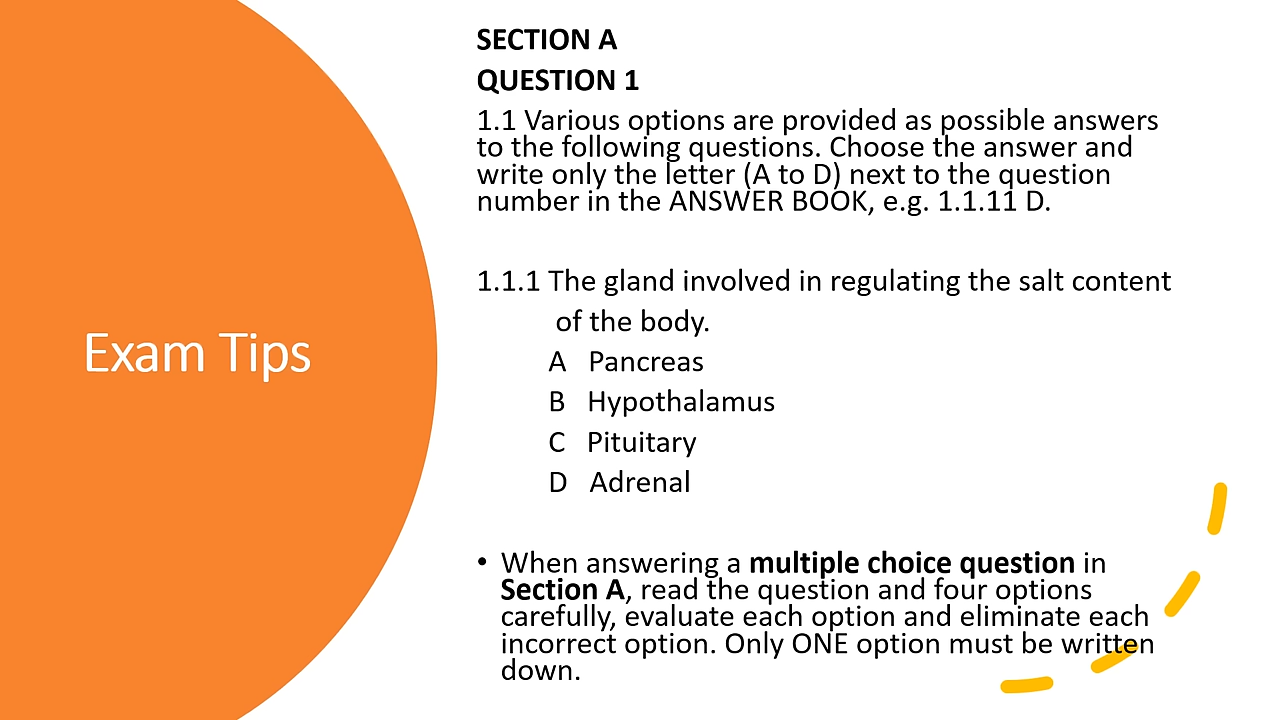 Exam Tips
SECTION A
QUESTION 1
1.1 Various options are provided as possible answers
to the following questions. Choose the answer and
write only the letter (A to D) next to the question
number in the ANSWER BOOK, e.g. 1.1.11 D.
1.1.1 The gland involved in regulating the salt content
of the body.
A Pancreas
B Hypothalamus
C Pituitary
D Adrenal
• When answering a multiple choice question in
Section A, read the question and four options
carefully, evaluate each option and eliminate each
incorrect option. Only ONE option must be written
down.